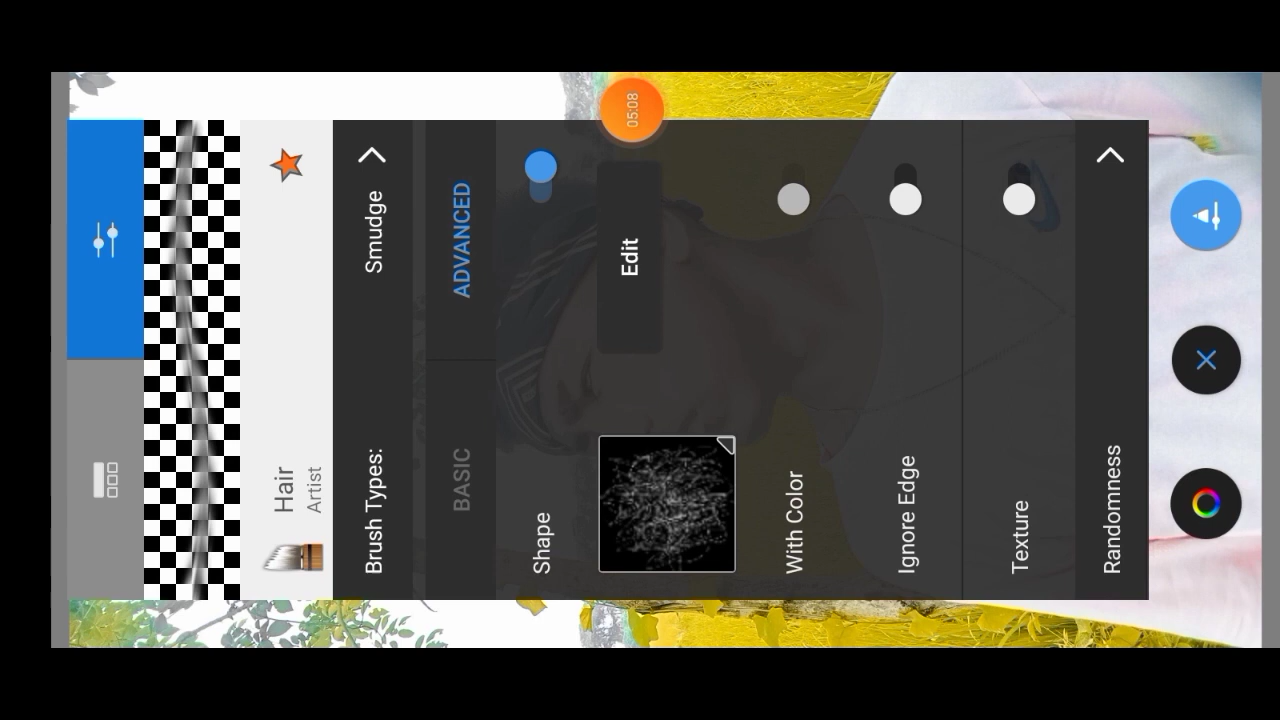 05:08
Hair
Artist
Brush Types: Smudge
BASIC ADVANCED
Shape
Edit
With Color
Ignore Edge
Texture
Randomness